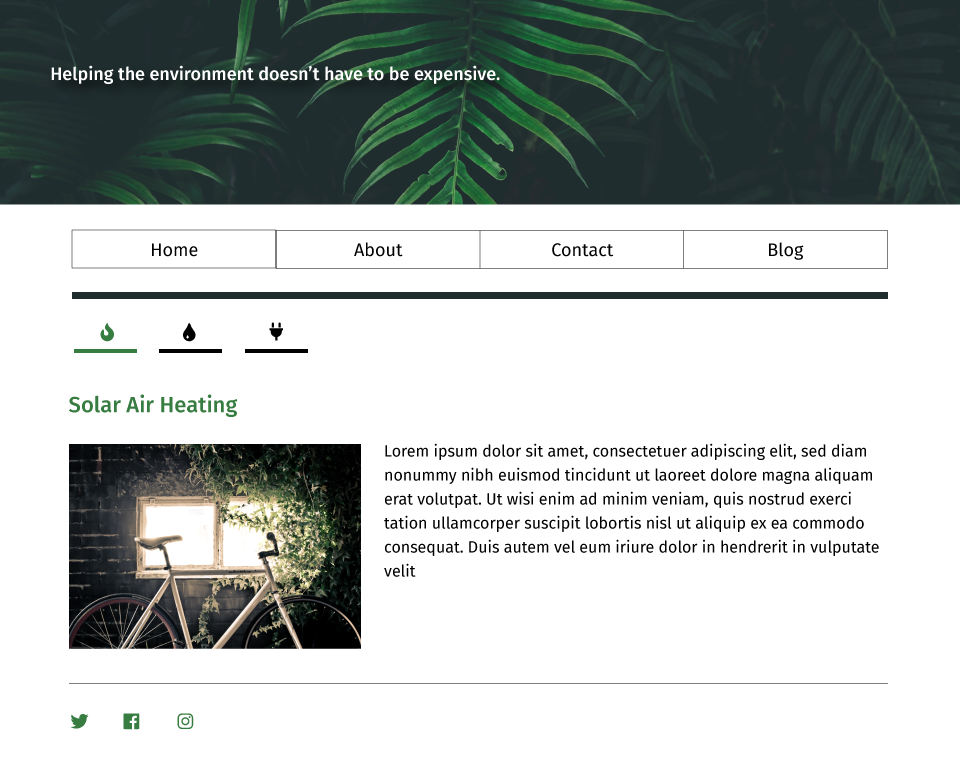 Helping the environment doesn’t have to be expensive.
Home
About
Contact
Blog
Solar Air Heating
Lorem ipsum dolor sit amet, consectetuer adipiscing elit, sed diam
nonummy nibh euismod tincidunt ut laoreet dolore magna aliquam
erat volutpat. Ut wisi enim ad minim veniam, quis nostrud exerci
tation ullamcorper suscipit lobortis nisl ut aliquip ex ea commodo
consequat. Duis autem vel eum iriure dolor in hendrerit in vulputate
velit